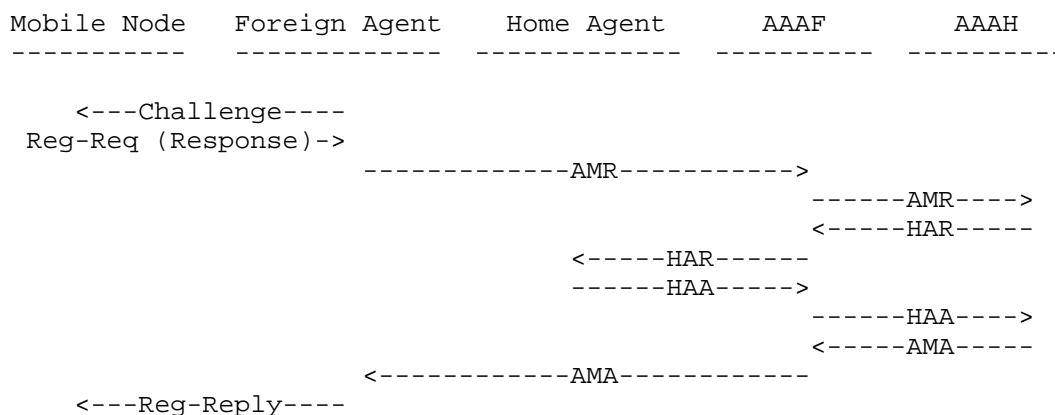 Mobile Node   Foreign Agent    Home Agent      AAAF         AAAH
-----------   -------------  -------------  ----------   ----------
<---Challenge----
Reg-Req (Response)->
-------------AMR----------->
------AMR---->
<-----HAR-----
<-----HAR------
------HAA----->
------HAA---->
<-----AMA-----
<------------AMA------------
<---Reg-Reply----